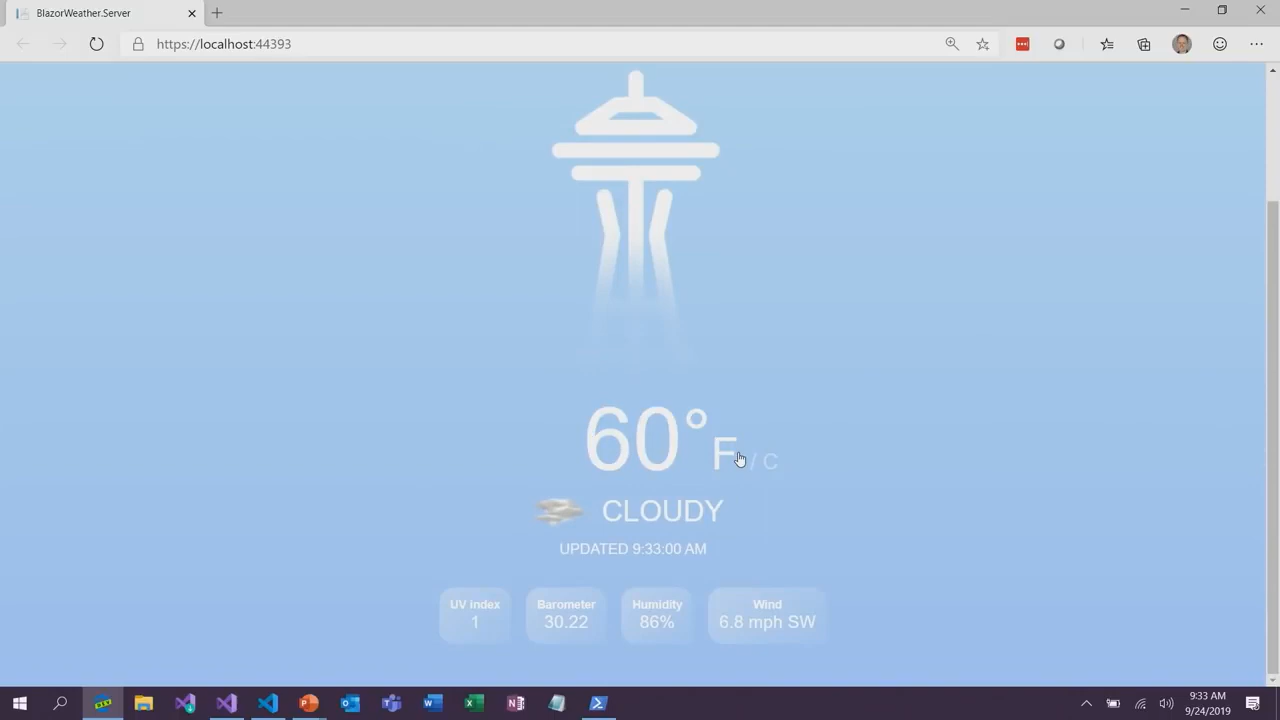 BlazorWeather.Server
https://localhost:44393
60°F / C
CLOUDY
UPDATED 9:33:00 AM
UV index
1
Barometer
30.22
Humidity
86%
Wind
6.8 mph SW
9:33 AM
9/24/2019